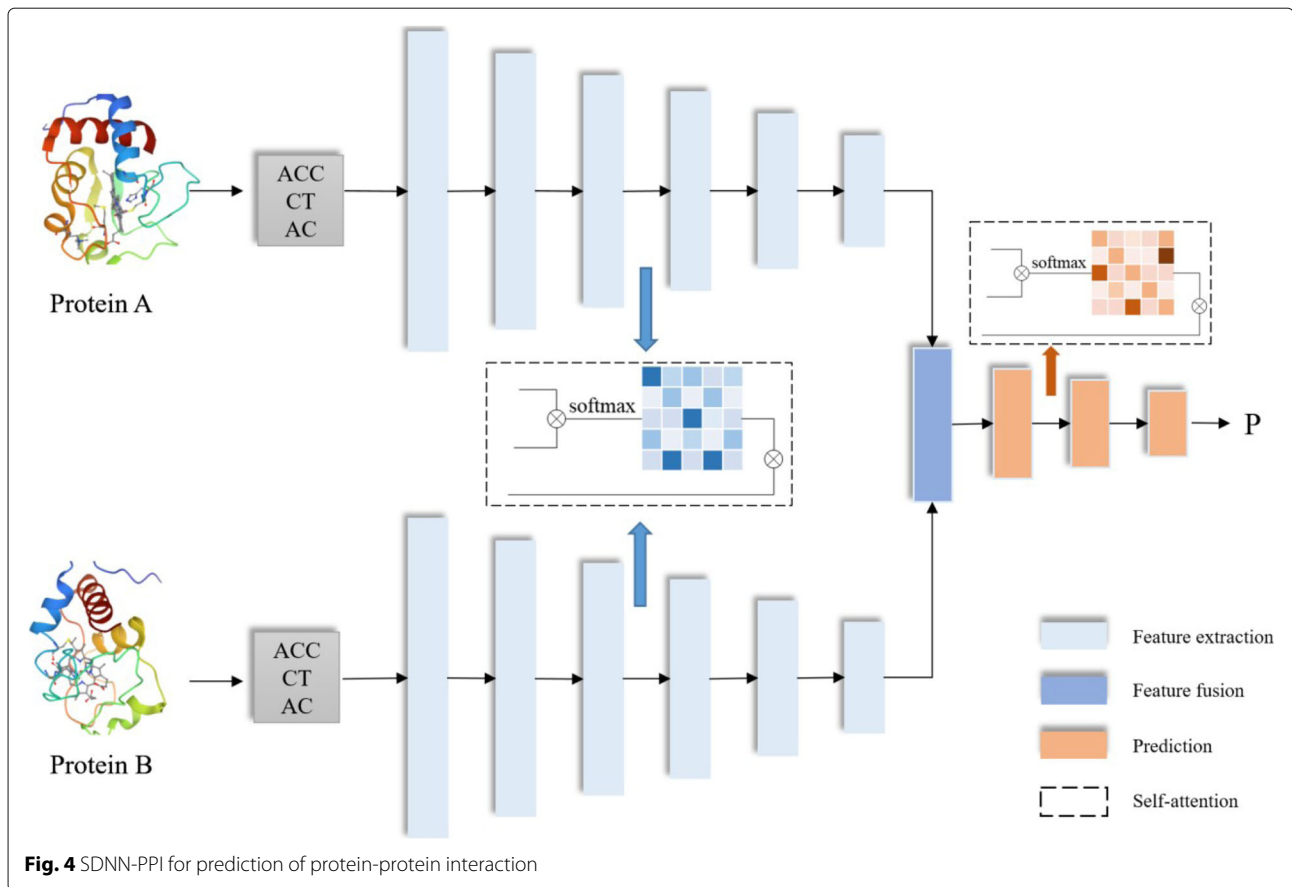 Protein A
ACC
CT
AC
softmax
softmax
P
Protein B
ACC
CT
AC
Feature extraction
Feature fusion
Prediction
Self-attention
Fig. 4 SDNN-PPI for prediction of protein-protein interaction